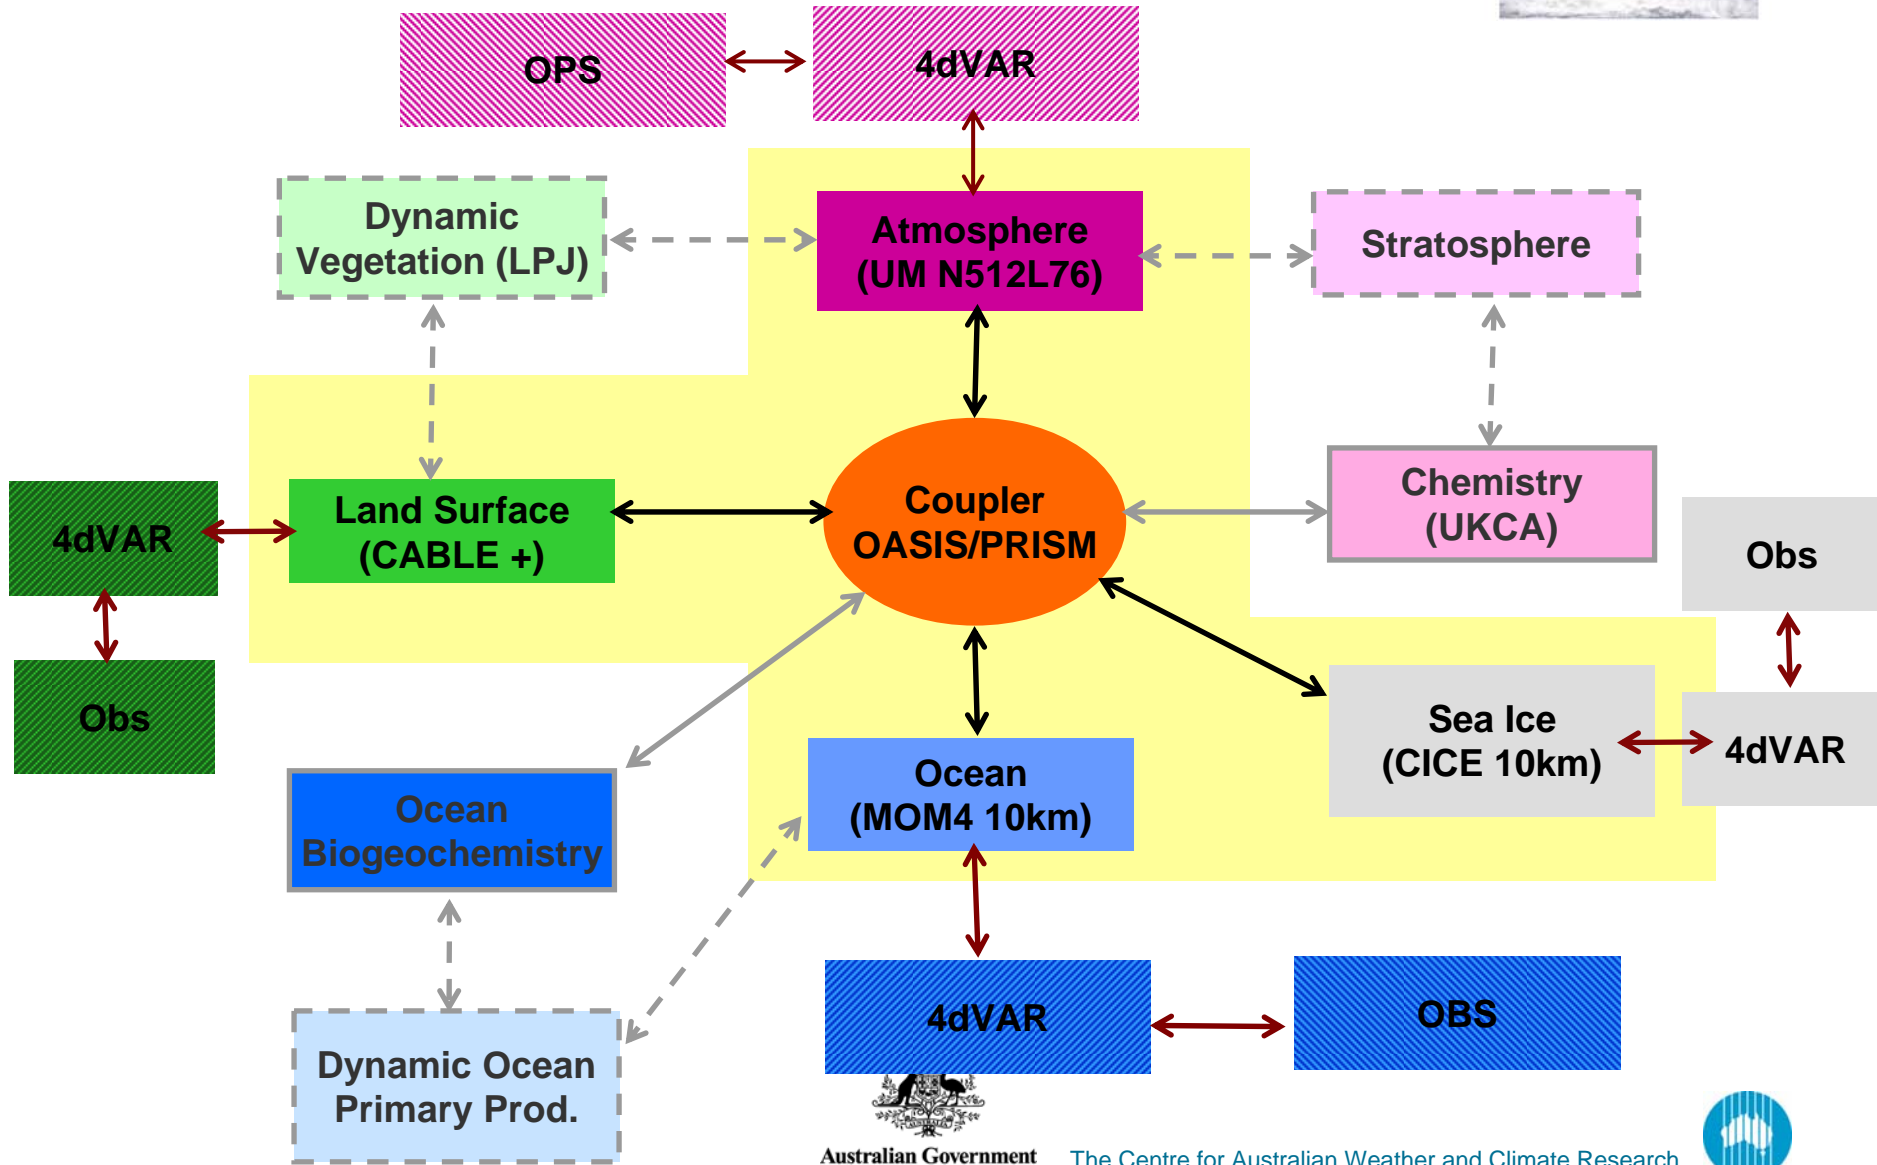 OPS
4dVAR
Dynamic
Vegetation (LPJ)
Atmosphere
(UM N512L76)
Stratosphere
Land Surface
(CABLE +)
Coupler
OASIS/PRISM
Chemistry
(UKCA)
4dVAR
Obs
Obs
Sea Ice
(CICE 10km)
4dVAR
Ocean
Biogeochemistry
Ocean
(MOM4 10km)
4dVAR
OBS
Dynamic Ocean
Primary Prod.
AUSTRALIA
Australian Government
The Centre for Australian Weather and Climate Research